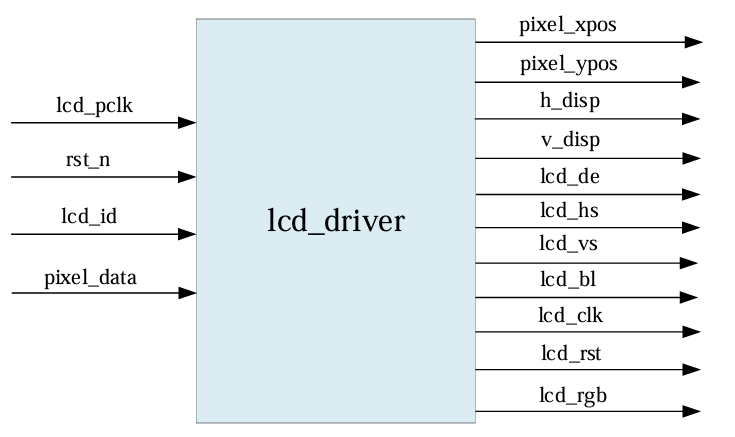 lcd_pclk
rst_n
lcd_id
pixel_data
lcd_driver
pixel_xpos
pixel_ypos
h_disp
v_disp
lcd_de
lcd_hs
lcd_vs
lcd_bl
lcd_clk
lcd_rst
lcd_rgb